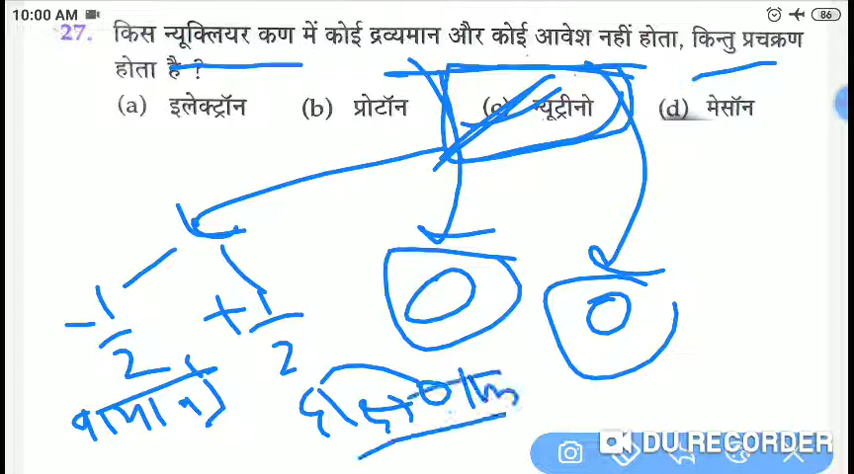 10:00 AM 86
27. किस न्यूक्लियर कण में कोई द्रव्यमान और कोई आवेश नहीं होता, किन्तु प्रचक्रण
होता है ?
(a) इलेक्ट्रॉन (b) प्रोटॉन (c) न्यूट्रीनो (d) मेसॉन
0 0
-1/2 +1/2
DU RECORDER